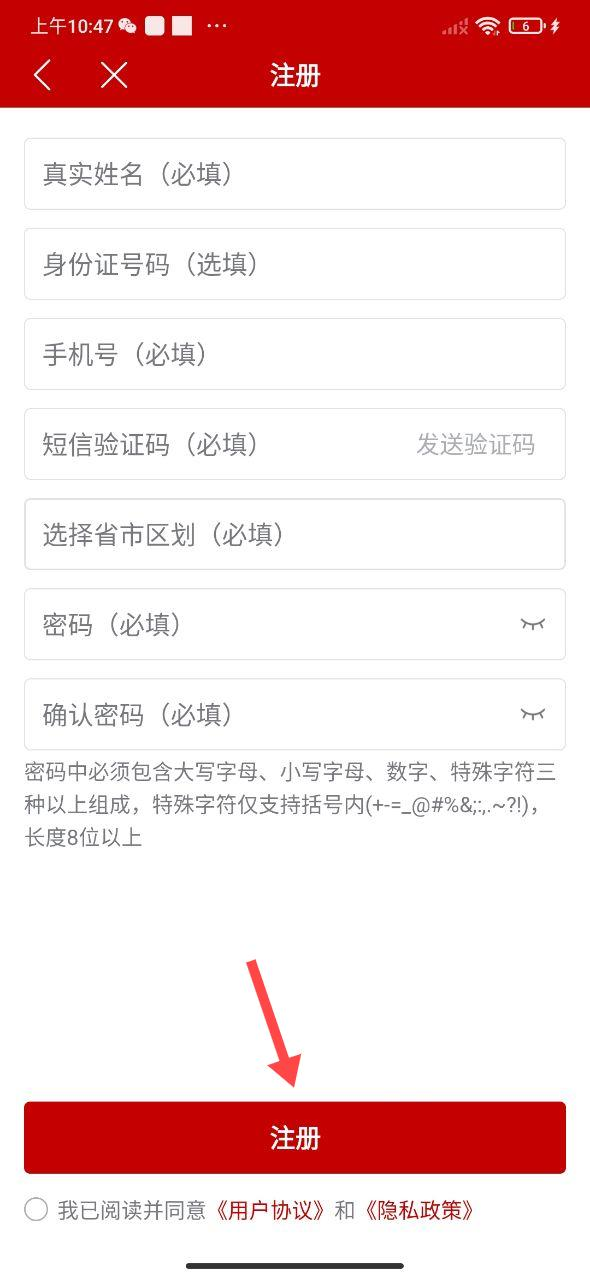 上午10:47
6
注册
真实姓名（必填）
身份证号码（选填）
手机号（必填）
短信验证码（必填） 发送验证码
选择省市区划（必填）
密码（必填）
确认密码（必填）
密码中必须包含大写字母、小写字母、数字、特殊字符三
种以上组成，特殊字符仅支持括号内(+-=_@#%&;:,.~?!)，
长度8位以上
注册
我已阅读并同意《用户协议》和《隐私政策》